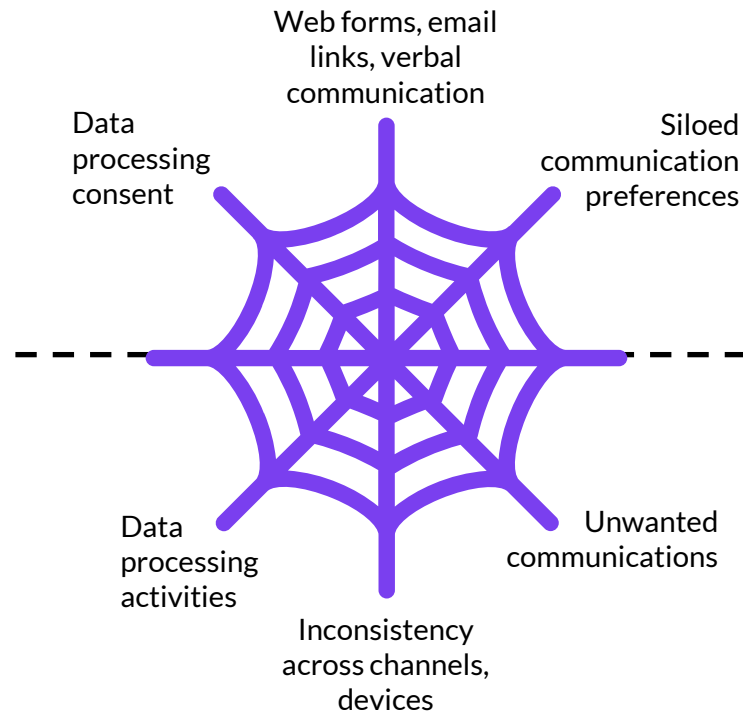 Web forms, email
links, verbal
communication
Data
processing
consent
Siloed
communication
preferences
Data
processing
activities
Unwanted
communications
Inconsistency
across channels,
devices